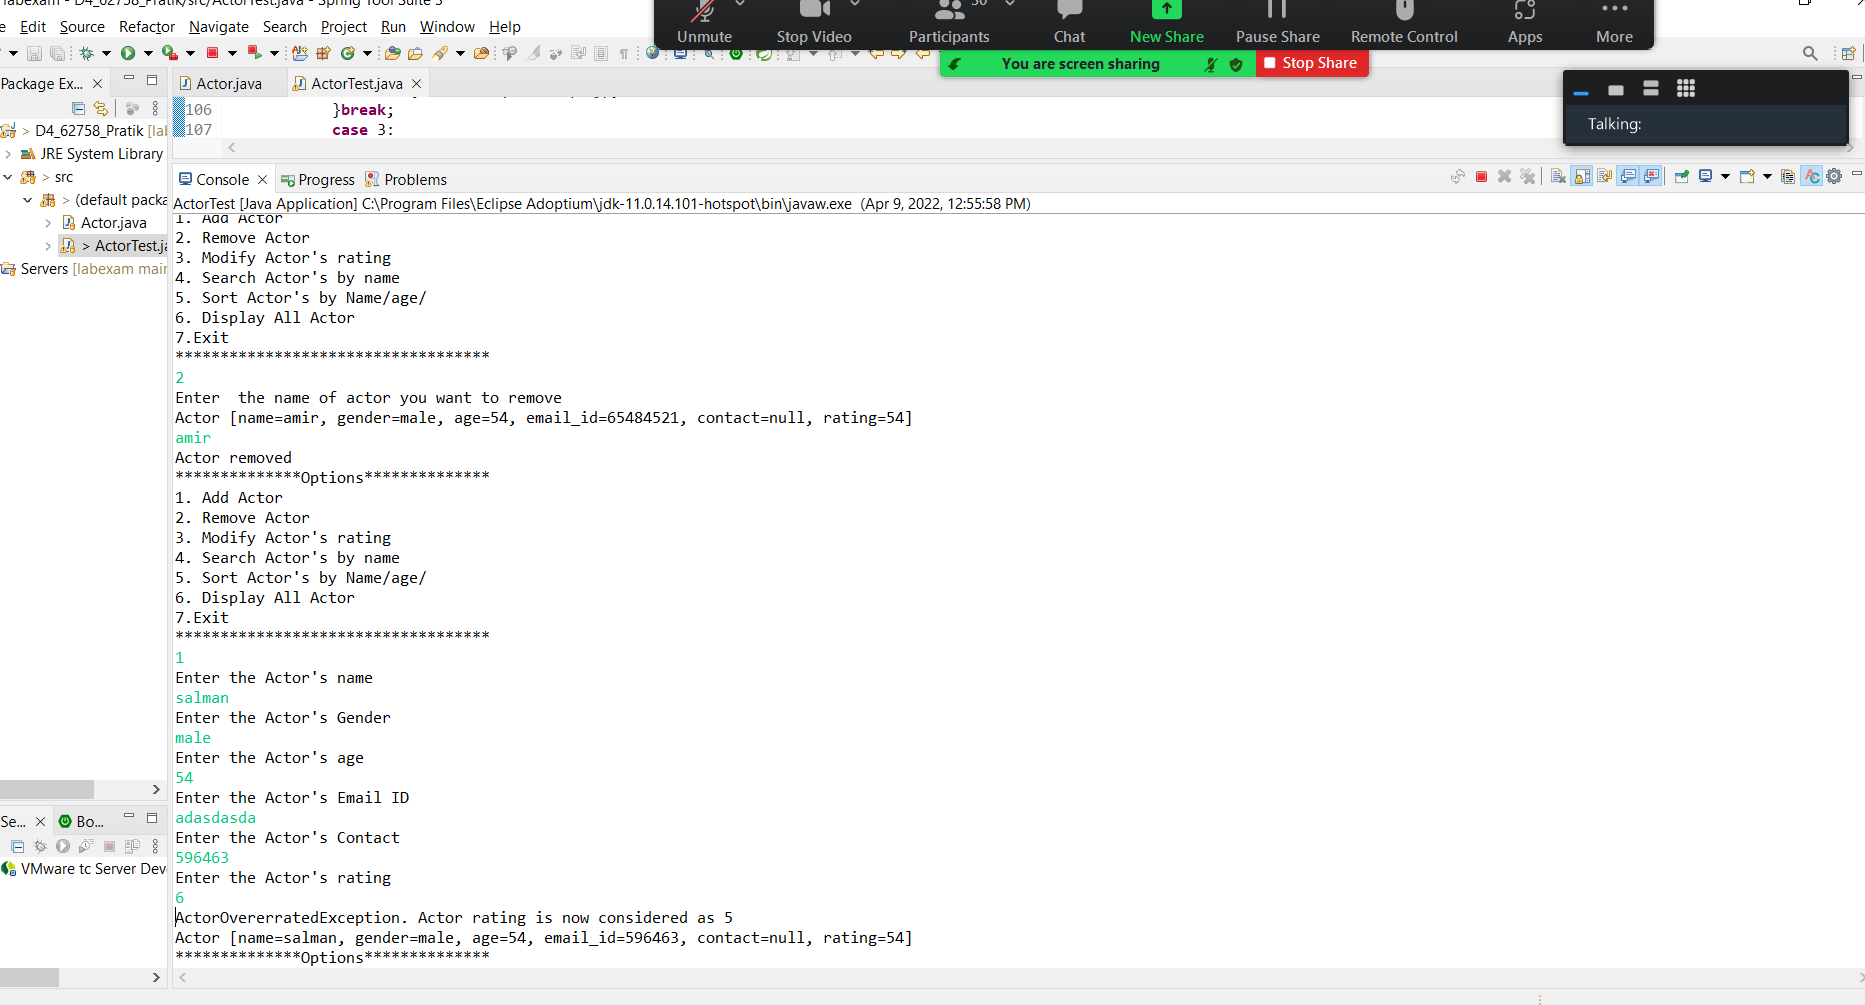 labexam - D4_62758_Pratik/src/ActorTest.java - Spring Tool Suite 3
Edit Source Refactor Navigate Search Project Run Window Help
Unmute Stop Video Participants Chat New Share Pause Share Remote Control Apps More
You are screen sharing Stop Share
Talking:
Package Ex...
Actor.java ActorTest.java
106 }break;
107 case 3:
> D4_62758_Pratik [la
JRE System Library
> src
> (default packa
Actor.java
> ActorTest.ja
Servers [labexam mair
Console Progress Problems
ActorTest [Java Application] C:\Program Files\Eclipse Adoptium\jdk-11.0.14.101-hotspot\bin\javaw.exe (Apr 9, 2022, 12:55:58 PM)
1. Add Actor
2. Remove Actor
3. Modify Actor's rating
4. Search Actor's by name
5. Sort Actor's by Name/age/
6. Display All Actor
7.Exit
***********************************
2
Enter  the name of actor you want to remove
Actor [name=amir, gender=male, age=54, email_id=65484521, contact=null, rating=54]
amir
Actor removed
**************Options**************
1. Add Actor
2. Remove Actor
3. Modify Actor's rating
4. Search Actor's by name
5. Sort Actor's by Name/age/
6. Display All Actor
7.Exit
***********************************
1
Enter the Actor's name
salman
Enter the Actor's Gender
male
Enter the Actor's age
54
Enter the Actor's Email ID
adasdasda
Enter the Actor's Contact
596463
Enter the Actor's rating
6
ActorOvererratedException. Actor rating is now considered as 5
Actor [name=salman, gender=male, age=54, email_id=596463, contact=null, rating=54]
**************Options**************
Se... Bo...
VMware tc Server Dev